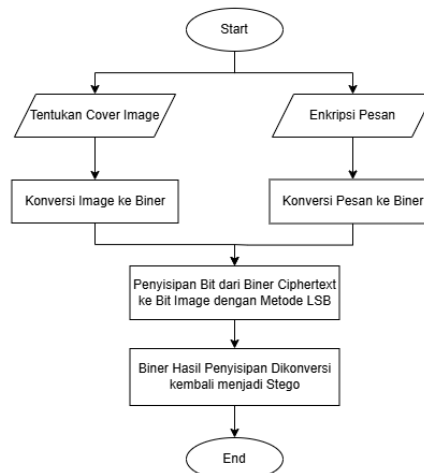 Start
Tentukan Cover Image
Enkripsi Pesan
Konversi Image ke Biner
Konversi Pesan ke Biner
Penyisipan Bit dari Biner Ciphertext
ke Bit Image dengan Metode LSB
Biner Hasil Penyisipan Dikonversi
kembali menjadi Stego
End